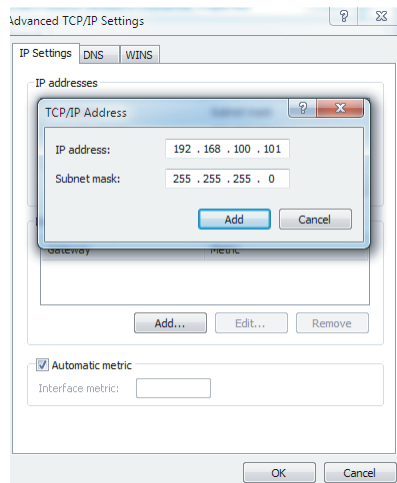 Advanced TCP/IP Settings
IP Settings DNS WINS
IP addresses
TCP/IP Address
Subnet mask
IP address: 192 . 168 . 100 . 101
Subnet mask: 255 . 255 . 255 . 0
Add Cancel
Gateway Metric
Add... Edit... Remove
Automatic metric
Interface metric:
OK Cancel